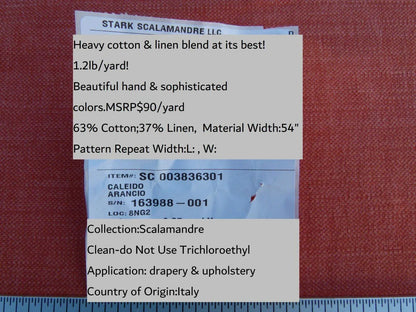 STARK SCALAMANDRE LLC
Heavy cotton & linen blend at its best!
1.2lb/yard!
Beautiful hand & sophisticated
colors.MSRP$90/yard
63% Cotton;37% Linen, Material Width:54"
Pattern Repeat Width:L: , W:
ITEM#: SC 003836301
CALEIDO
ARANCIO
S/N: 163988-001
LOC: 8NG2
Collection:Scalamandre
Clean-do Not Use Trichloroethyl
Application: drapery & upholstery
Country of Origin:Italy